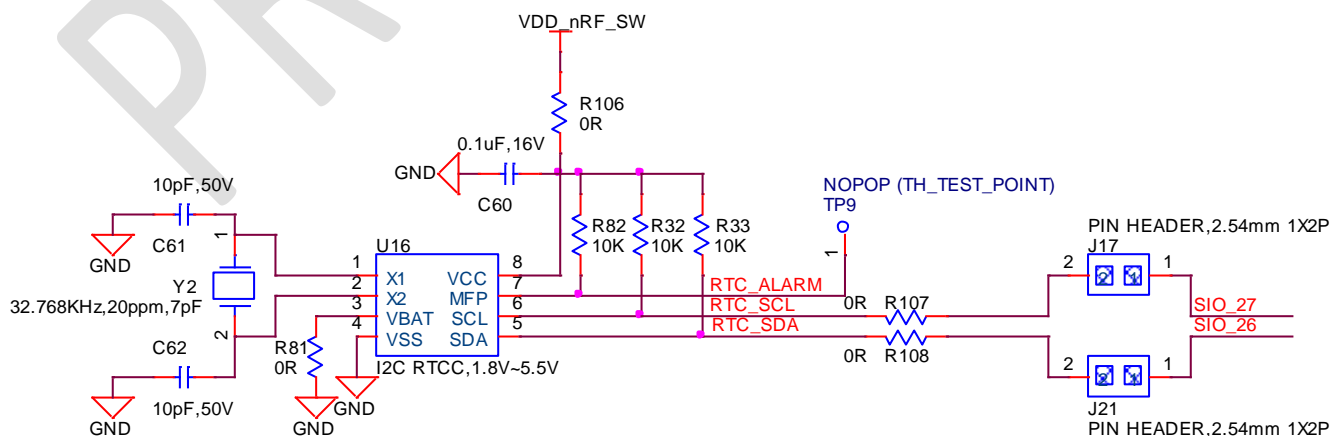 VDD_nRF_SW
R106
0R
0.1uF,16V
GND
C60
10pF,50V
C61
GND
1
Y2
32.768KHz,20ppm,7pF
2
C62
10pF,50V
GND
U16
1
2
3
4
X1
X2
VBAT
VSS
VCC
MFP
SCL
SDA
8
7
6
5
I2C RTCC,1.8V~5.5V
R81
0R
GND
GND
R82
10K
R32
10K
R33
10K
NOPOP (TH_TEST_POINT)
TP9
1
RTC_ALARM
RTC_SCL
RTC_SDA
0R
R107
0R
R108
PIN HEADER,2.54mm 1X2P
J17
2
1
SIO_27
SIO_26
2
1
J21
PIN HEADER,2.54mm 1X2P